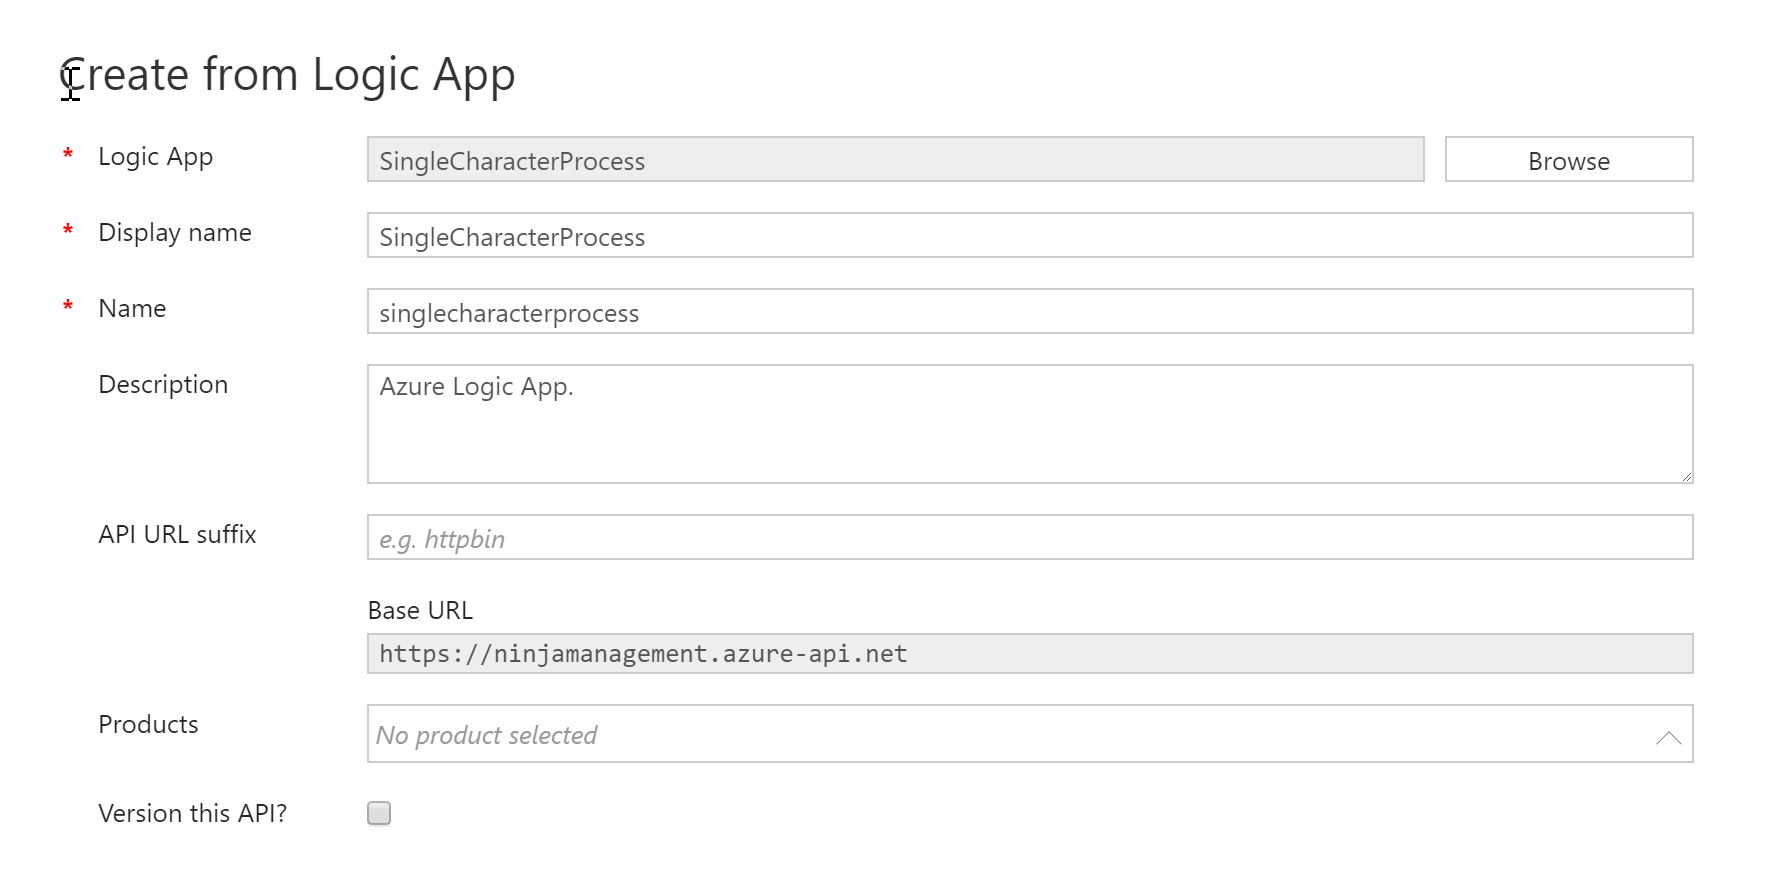 Create from Logic App
* Logic App SingleCharacterProcess Browse
* Display name SingleCharacterProcess
* Name singlecharacterprocess
Description Azure Logic App.
API URL suffix e.g. httpbin
Base URL
https://ninjamanagement.azure-api.net
Products No product selected
Version this API?